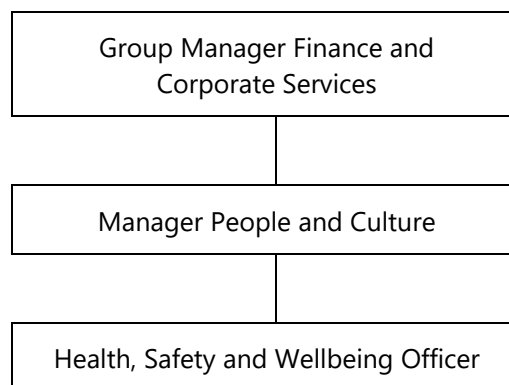 Group Manager Finance and
Corporate Services
Manager People and Culture
Health, Safety and Wellbeing Officer